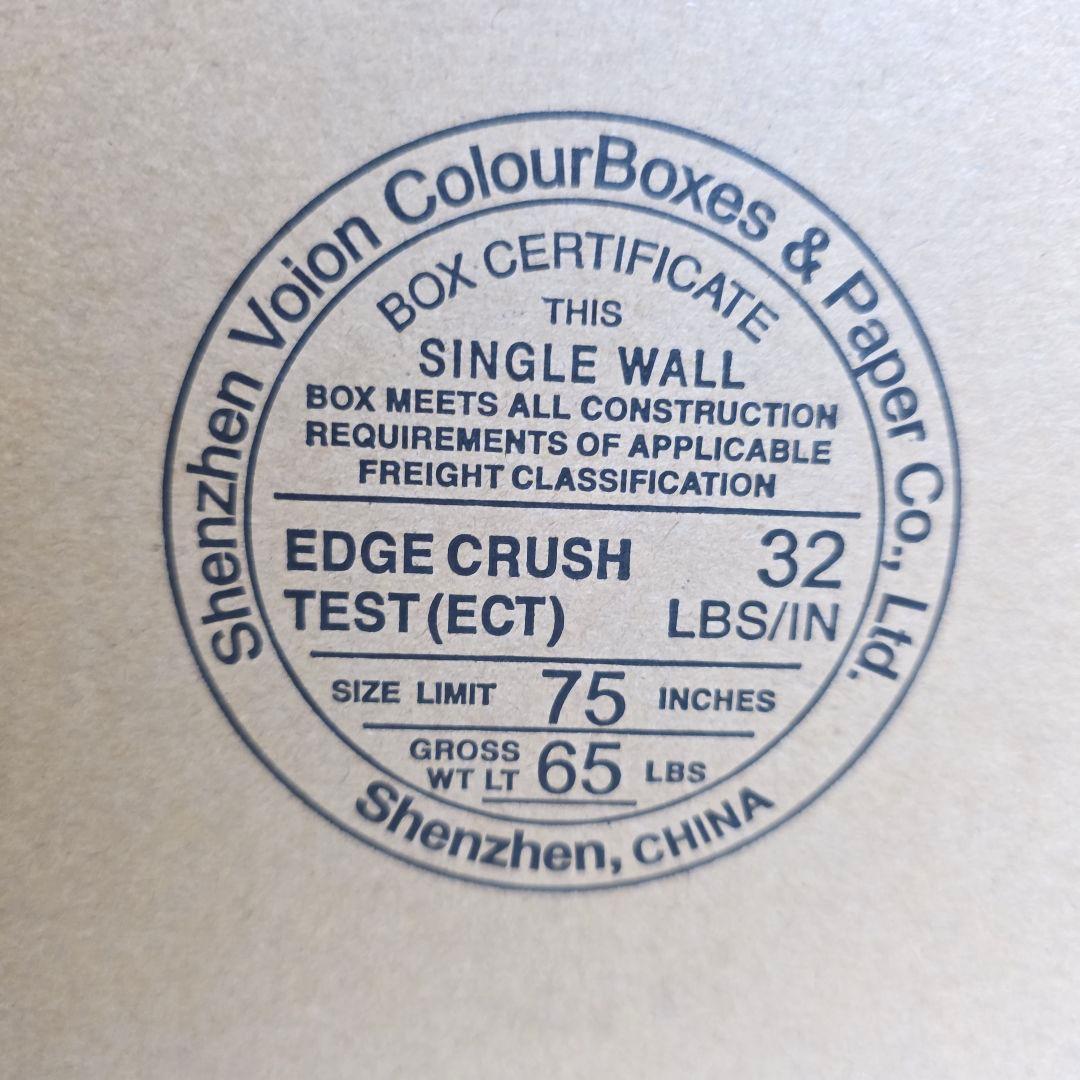 Shenzhen Voion ColourBoxes & Paper Co., Ltd.
BOX CERTIFICATE
THIS
SINGLE WALL
BOX MEETS ALL CONSTRUCTION
REQUIREMENTS OF APPLICABLE
FREIGHT CLASSIFICATION
EDGE CRUSH 32
TEST (ECT) LBS/IN
SIZE LIMIT 75 INCHES
GROSS
WT LT 65 LBS
Shenzhen, CHINA